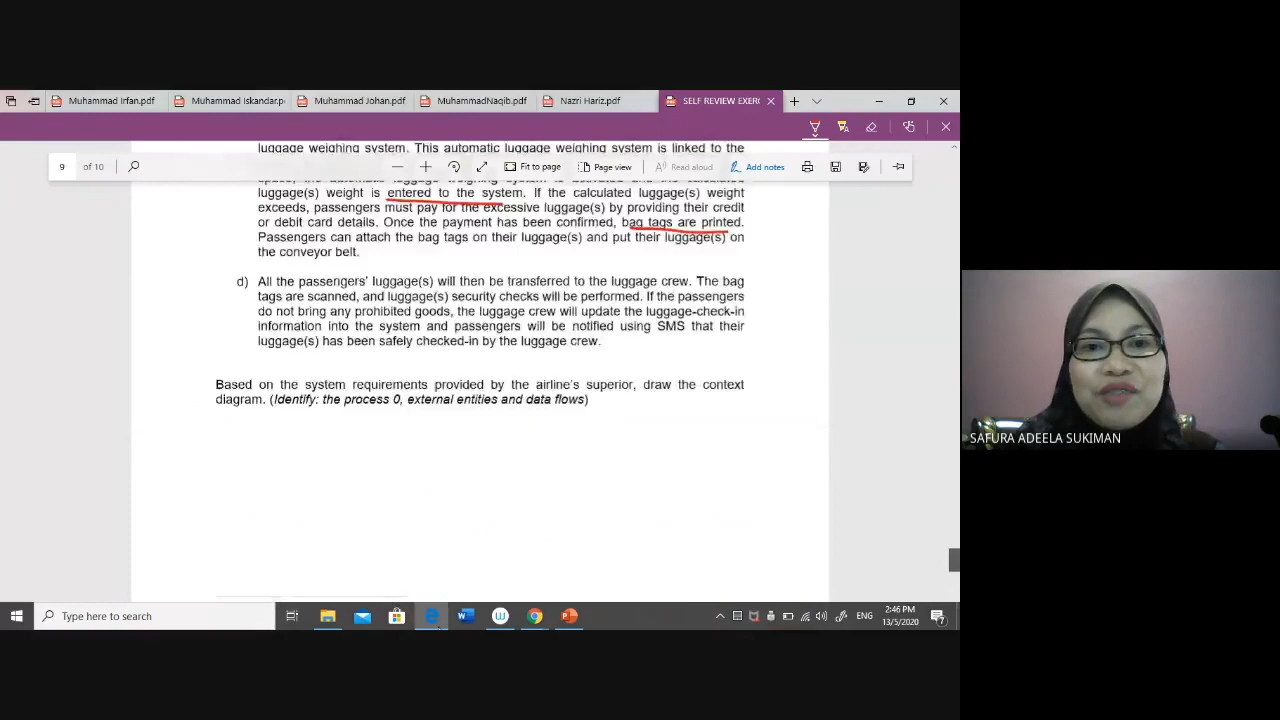 Muhammad Irfan.pdf
Muhammad Iskandar.p
Muhammad Johan.pdf
MuhammadNaqib.pdf
Nazri Hariz.pdf
SELF REVIEW EXER
luggage weighing system. This automatic luggage weighing system is linked to the
9 of 10
Fit to page
Page view
Read aloud
Add notes
luggage(s) weight is entered to the system. If the calculated luggage(s) weight
exceeds, passengers must pay for the excessive luggage(s) by providing their credit
or debit card details. Once the payment has been confirmed, bag tags are printed.
Passengers can attach the bag tags on their luggage(s) and put their luggage(s) on
the conveyor belt.
d) All the passengers' luggage(s) will then be transferred to the luggage crew. The bag
tags are scanned, and luggage(s) security checks will be performed. If the passengers
do not bring any prohibited goods, the luggage crew will update the luggage-check-in
information into the system and passengers will be notified using SMS that their
luggage(s) has been safely checked-in by the luggage crew.
Based on the system requirements provided by the airline's superior, draw the context
diagram. (Identify: the process 0, external entities and data flows)
SAFURA ADEELA SUKIMAN
Type here to search
ENG
2:46 PM
13/5/2020
7